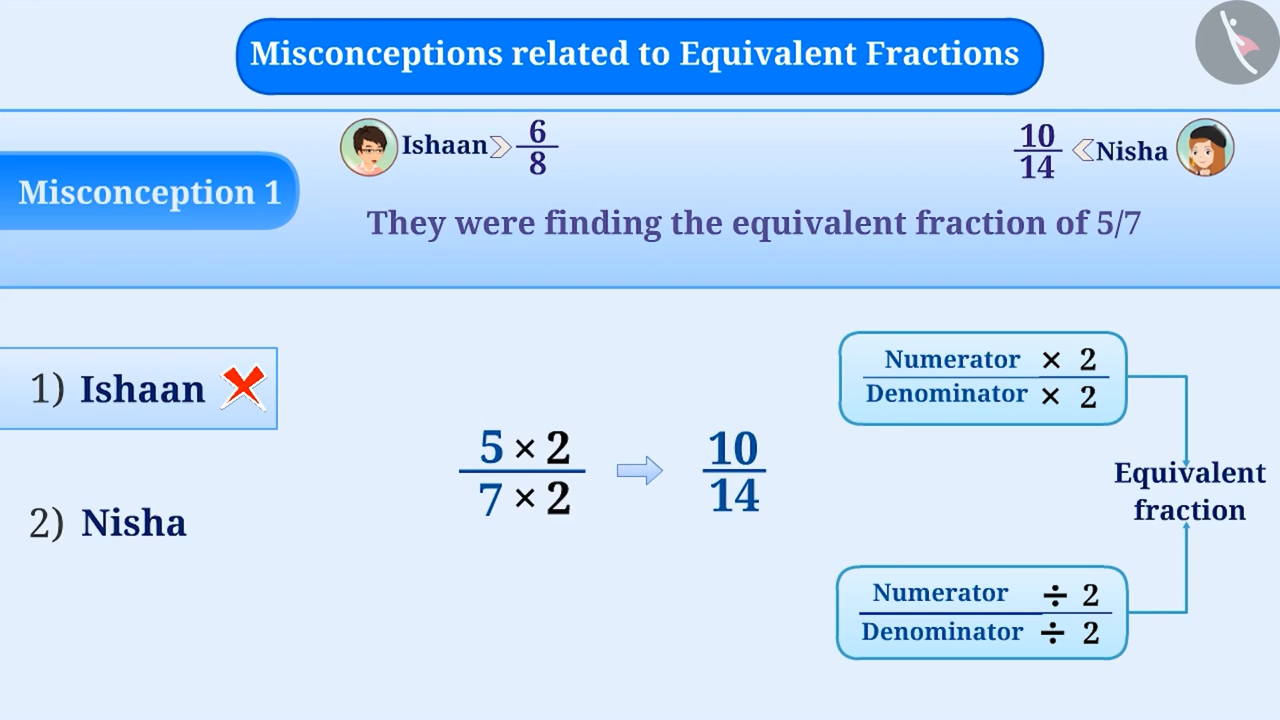 Misconceptions related to Equivalent Fractions
Misconception 1
Ishaan 6/8
10/14 Nisha
They were finding the equivalent fraction of 5/7
1) Ishaan
2) Nisha
5 × 2
7 × 2
10
14
Numerator × 2
Denominator × 2
Equivalent
fraction
Numerator ÷ 2
Denominator ÷ 2